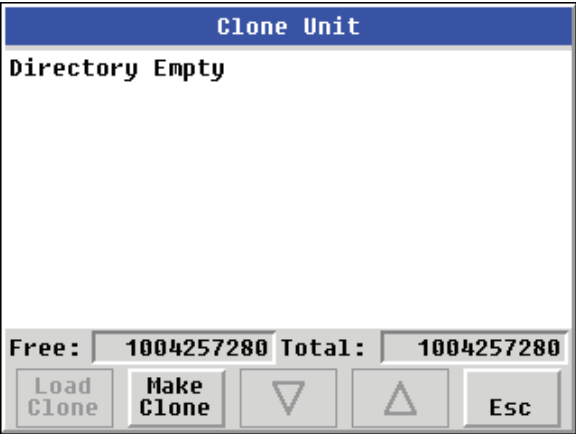 Clone Unit
Directory Empty
Free: 1004257280 Total: 1004257280
Load Clone Make Clone Esc